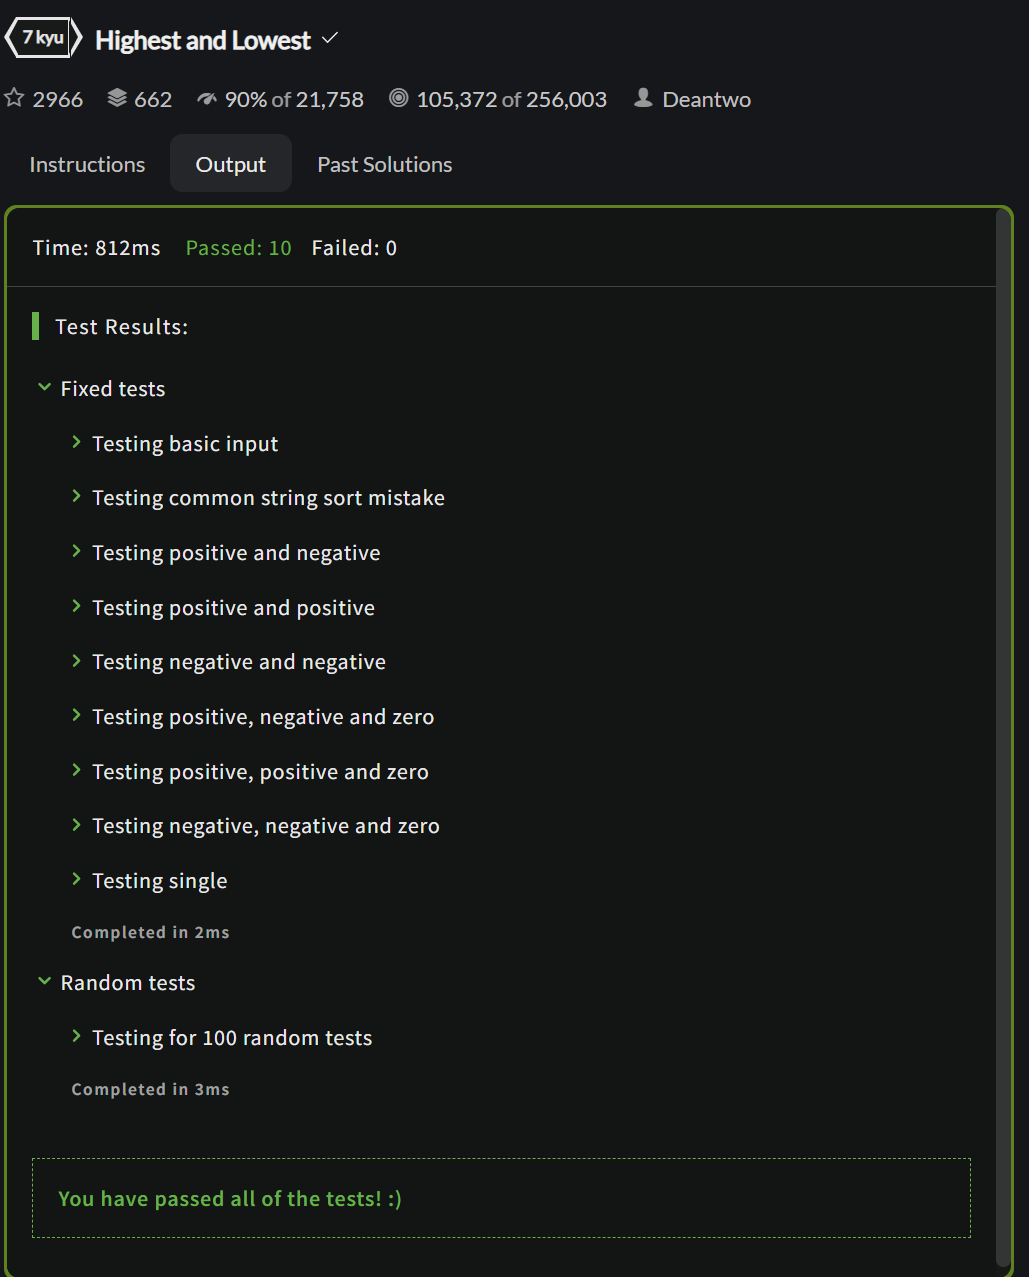 7 kyu Highest and Lowest
2966 662 90% of 21,758 105,372 of 256,003 Deantwo
Instructions Output Past Solutions
Time: 812ms Passed: 10 Failed: 0
Test Results:
Fixed tests
Testing basic input
Testing common string sort mistake
Testing positive and negative
Testing positive and positive
Testing negative and negative
Testing positive, negative and zero
Testing positive, positive and zero
Testing negative, negative and zero
Testing single
Completed in 2ms
Random tests
Testing for 100 random tests
Completed in 3ms
You have passed all of the tests! :)